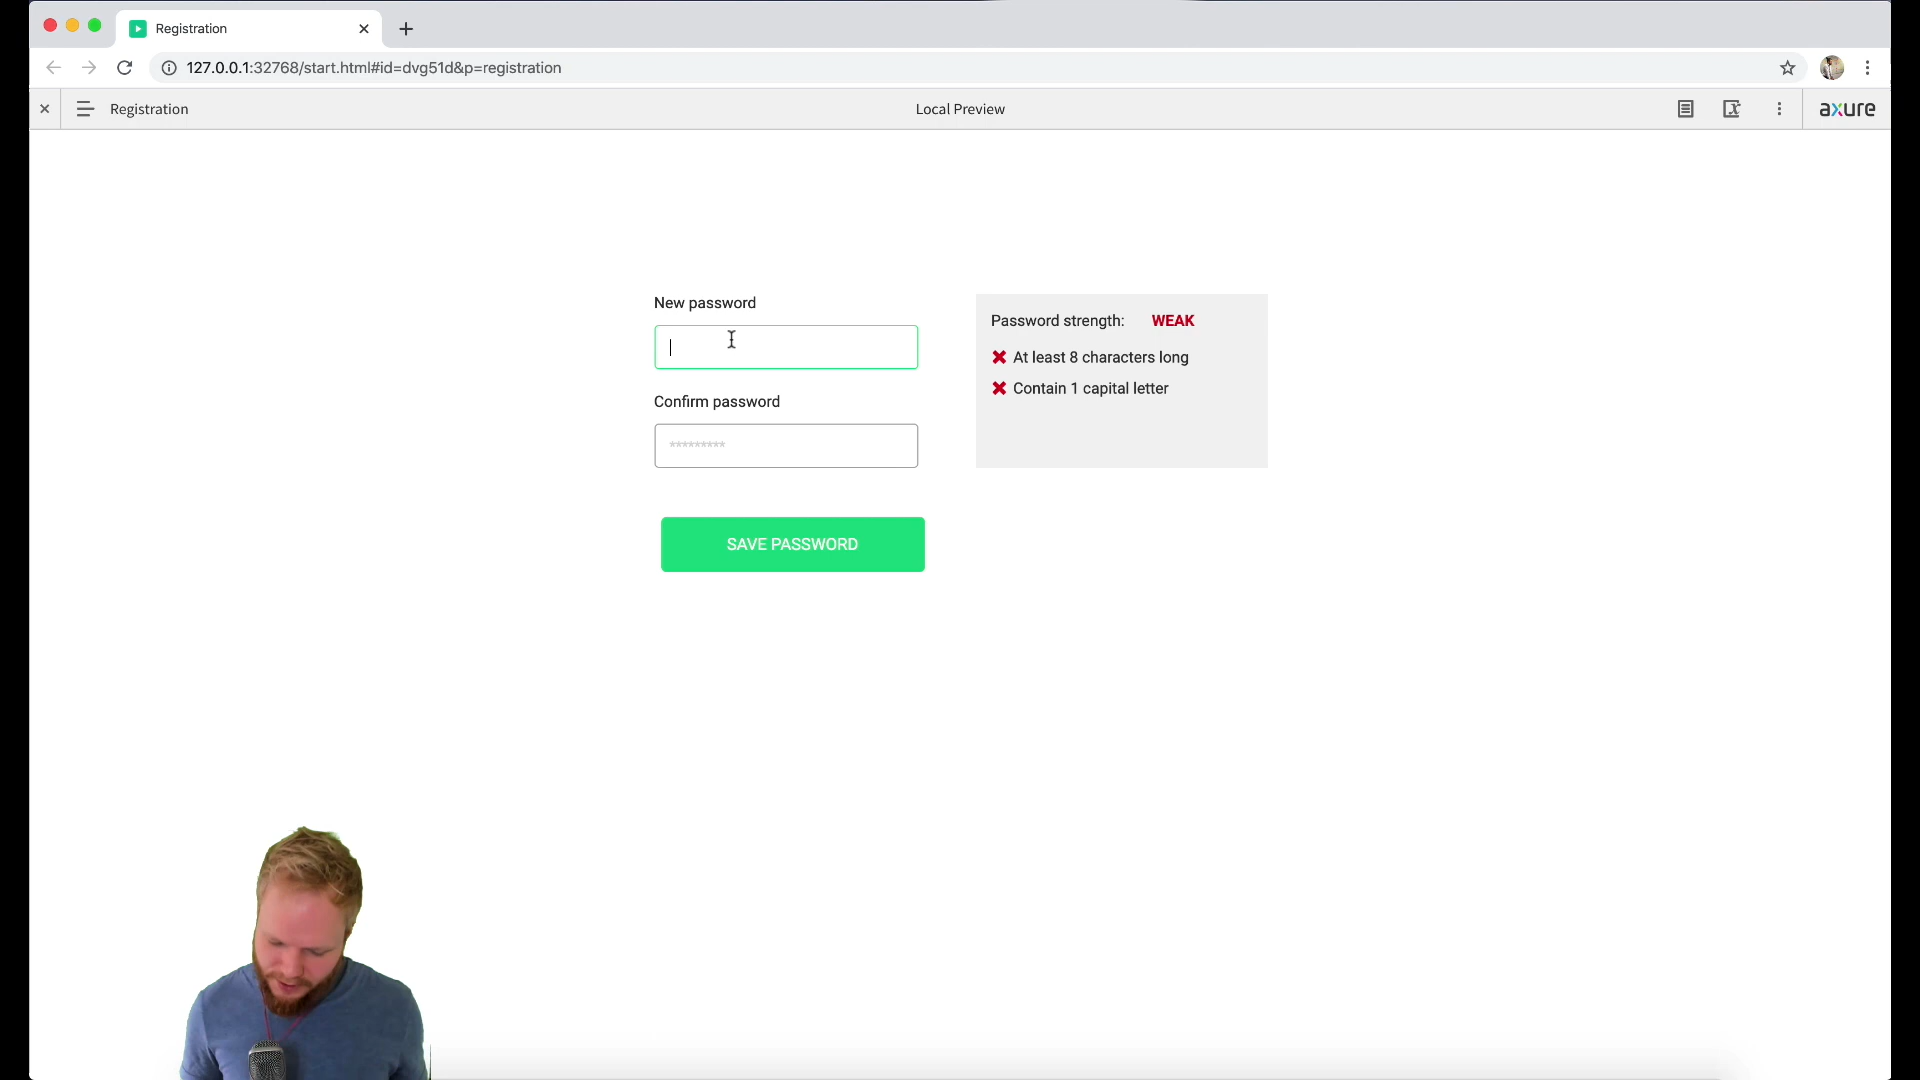 Registration
127.0.0.1:32768/start.html#id=dvg51d&p=registration
Registration
Local Preview
axure
New password
Password strength: WEAK
At least 8 characters long
Contain 1 capital letter
Confirm password
*********
SAVE PASSWORD